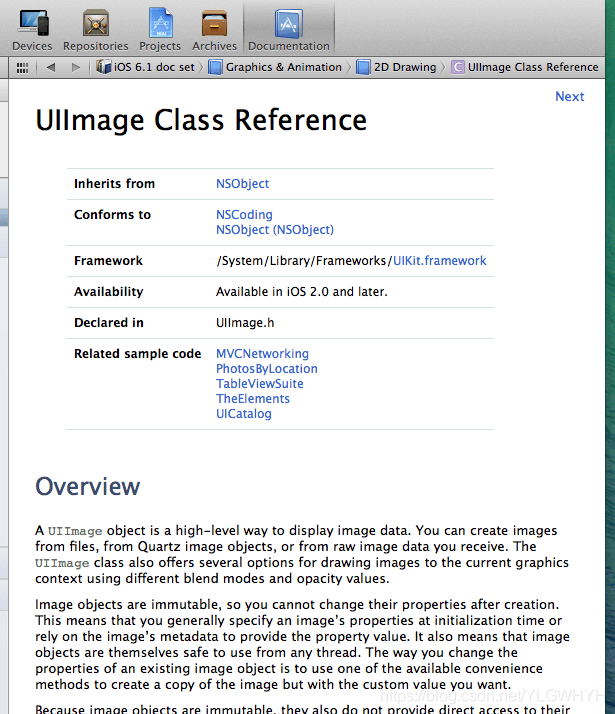 Devices Repositories Projects Archives Documentation
iOS 6.1 doc set Graphics & Animation 2D Drawing C UIImage Class Reference
Next
UIImage Class Reference
Inherits from NSObject
Conforms to NSCoding
NSObject (NSObject)
Framework /System/Library/Frameworks/UIKit.framework
Availability Available in iOS 2.0 and later.
Declared in UIImage.h
Related sample code MVCNetworking
PhotosByLocation
TableViewSuite
TheElements
UICatalog
Overview
A UIImage object is a high-level way to display image data. You can create images
from files, from Quartz image objects, or from raw image data you receive. The
UIImage class also offers several options for drawing images to the current graphics
context using different blend modes and opacity values.
Image objects are immutable, so you cannot change their properties after creation.
This means that you generally specify an image's properties at initialization time or
rely on the image's metadata to provide the property value. It also means that image
objects are themselves safe to use from any thread. The way you change the
properties of an existing image object is to use one of the available convenience
methods to create a copy of the image but with the custom value you want.
https://blog.csdn.net/YLGWHYH
Because image objects are immutable, they also do not provide direct access to their